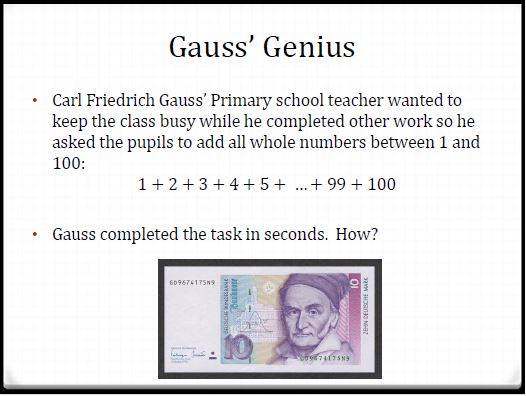 Gauss’ Genius
• Carl Friedrich Gauss’ Primary school teacher wanted to
keep the class busy while he completed other work so he
asked the pupils to add all whole numbers between 1 and
100:
1 + 2 + 3 + 4 + 5 + … + 99 + 100
• Gauss completed the task in seconds. How?
GD9674175N9
DEUTSCHE BUNDESBANK
Banknote
10
10
ZEHN DEUTSCHE MARK
GD9674175N9